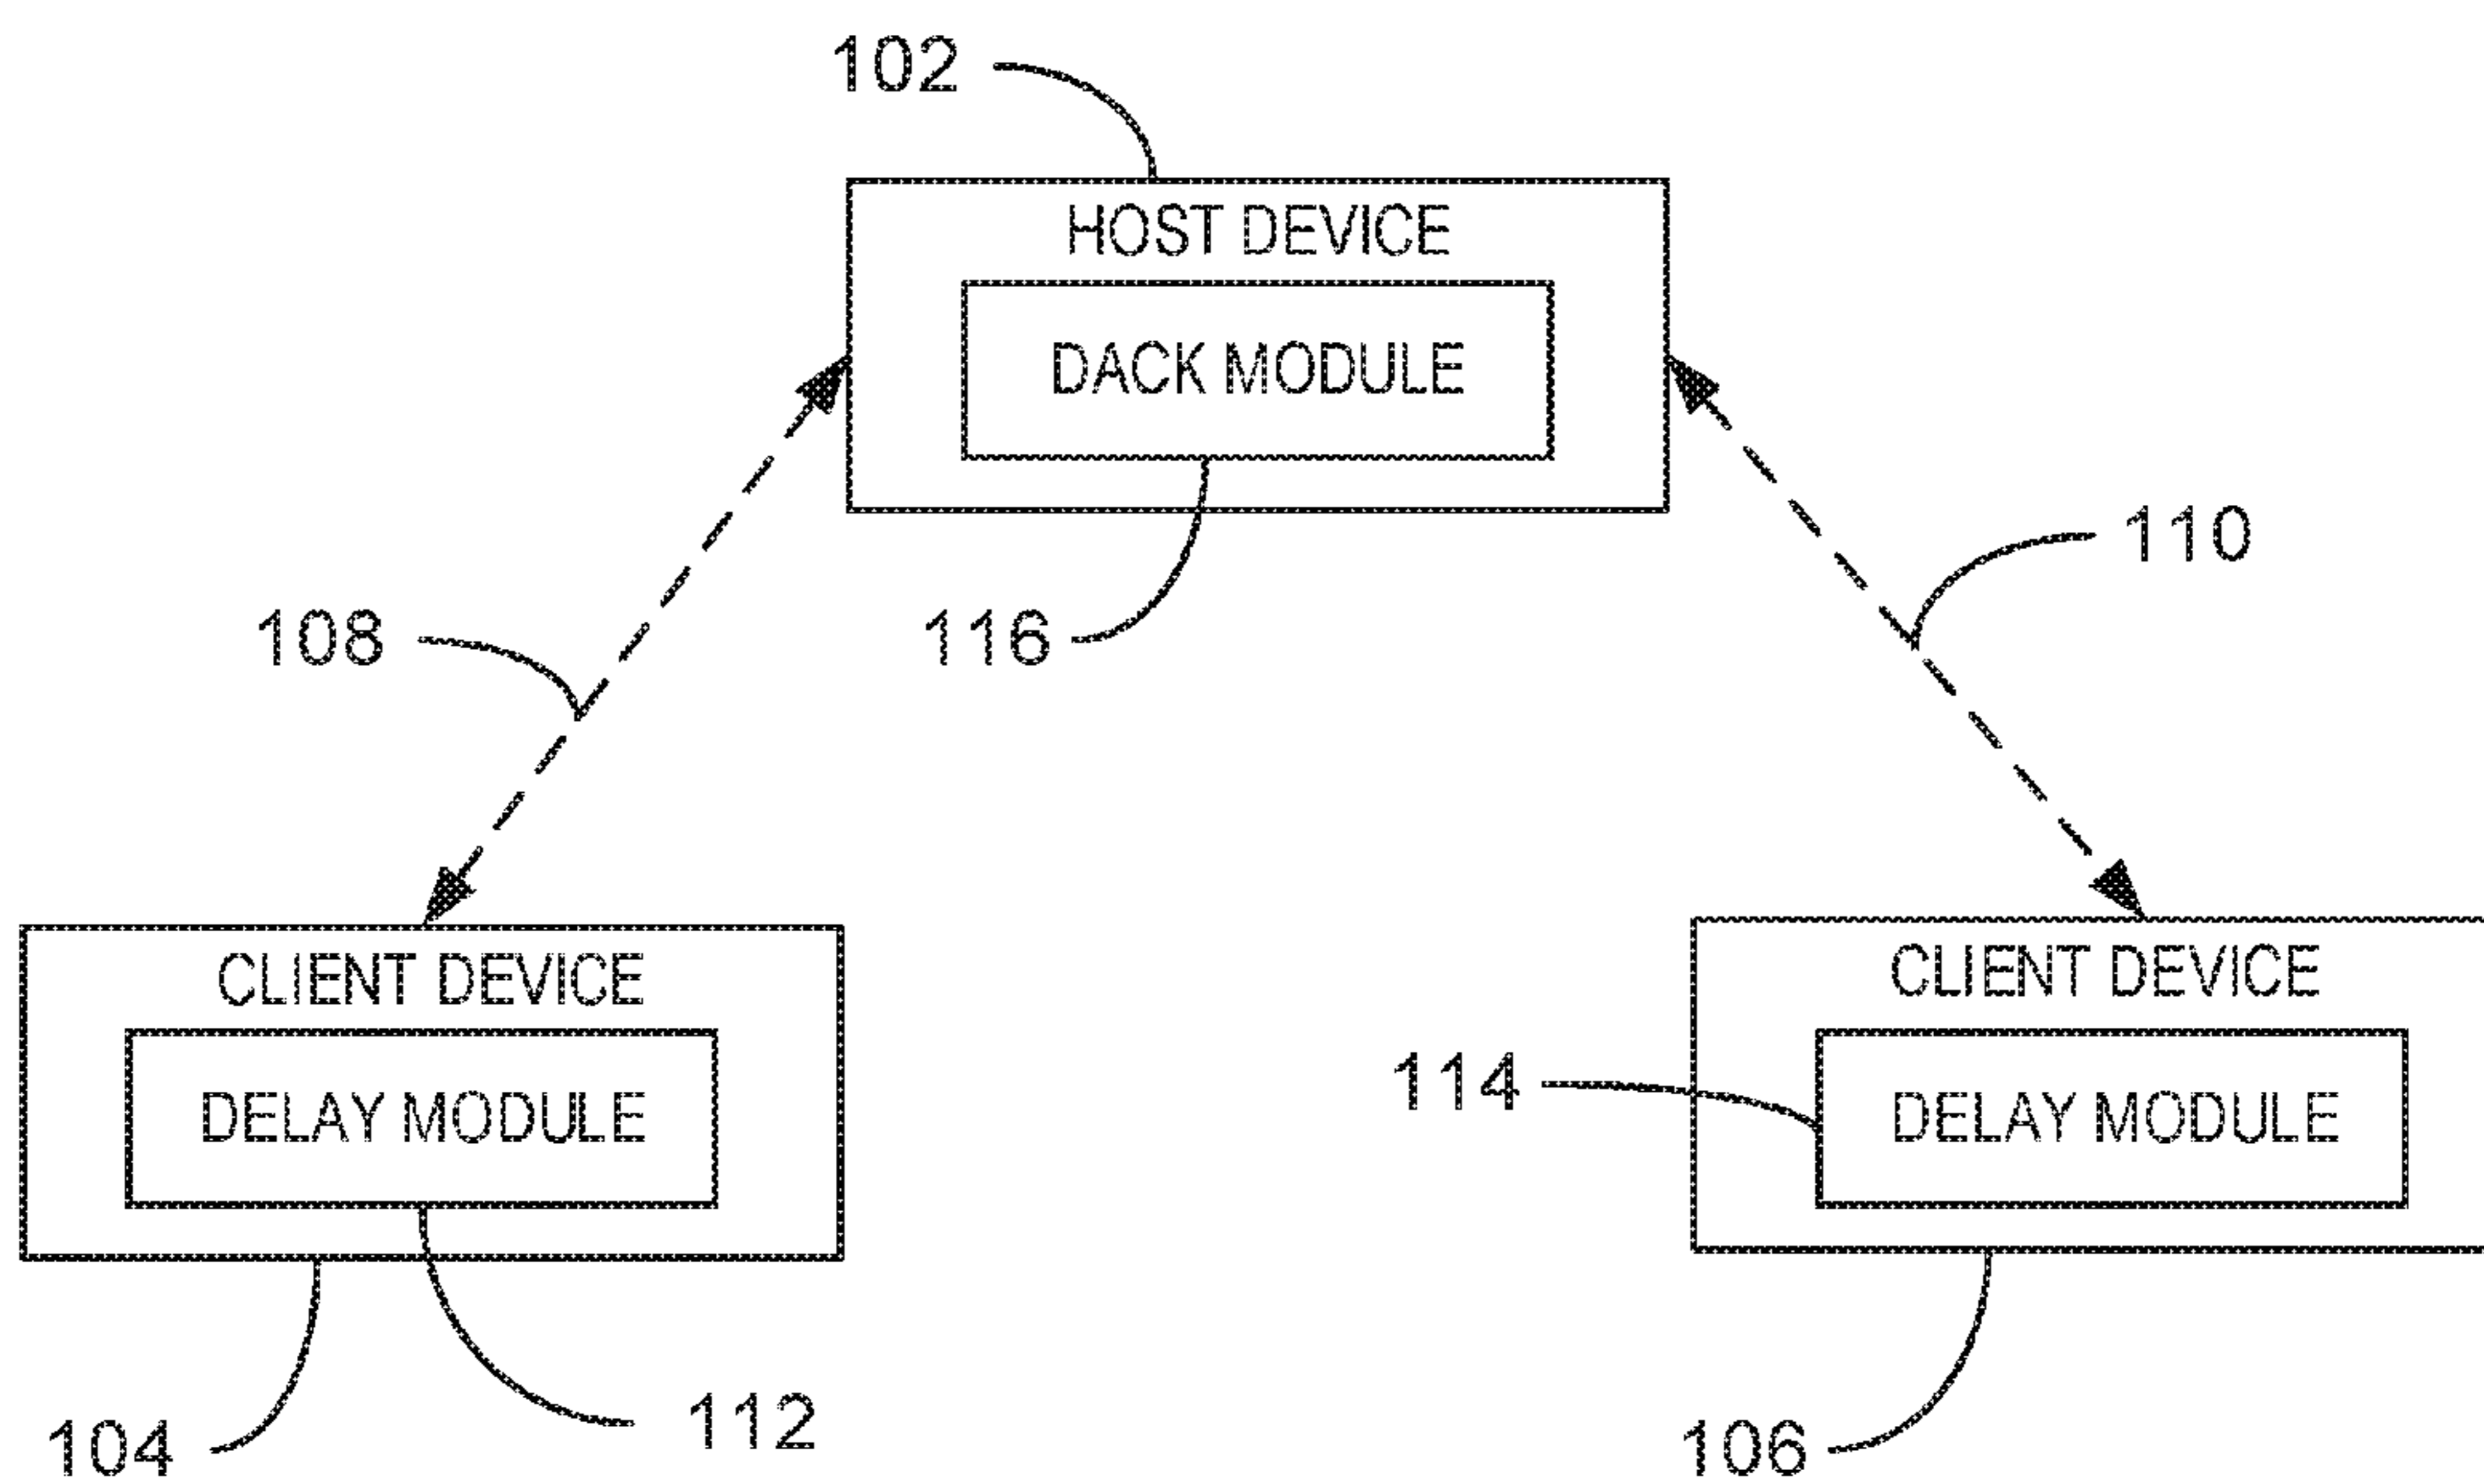 102
HOST DEVICE
DACK MODULE
110
108
116
CLIENT DEVICE
CLIENT DEVICE
DELAY MODULE
114
DELAY MODULE
112
104
106